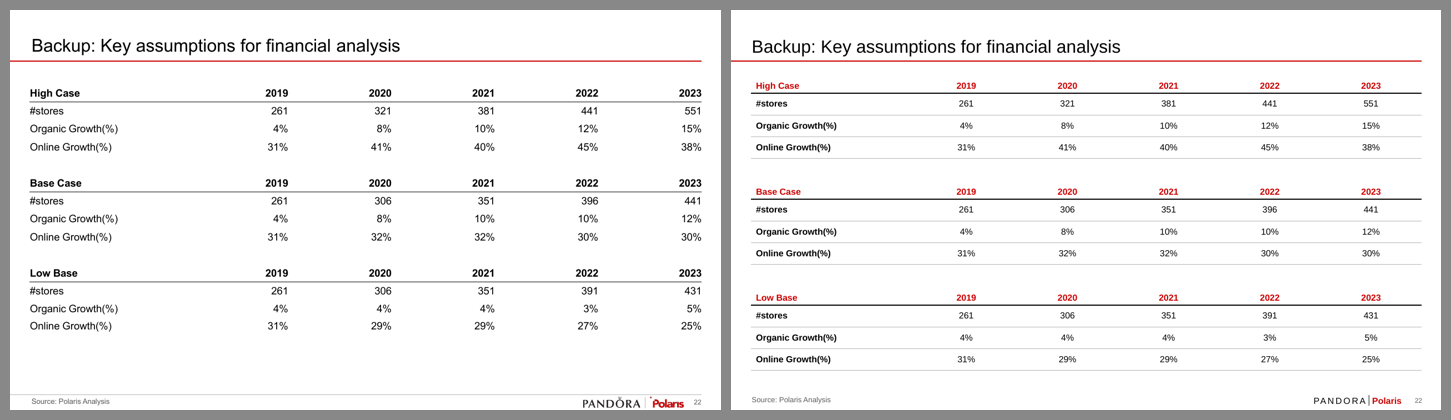 Backup: Key assumptions for financial analysis
High Case 2019 2020 2021 2022 2023
#stores 261 321 381 441 551
Organic Growth(%) 4% 8% 10% 12% 15%
Online Growth(%) 31% 41% 40% 45% 38%
Base Case 2019 2020 2021 2022 2023
#stores 261 306 351 396 441
Organic Growth(%) 4% 8% 10% 10% 12%
Online Growth(%) 31% 32% 32% 30% 30%
Low Base 2019 2020 2021 2022 2023
#stores 261 306 351 391 431
Organic Growth(%) 4% 4% 4% 3% 5%
Online Growth(%) 31% 29% 29% 27% 25%
Source: Polaris Analysis PANDÖRA Polaris 22
Backup: Key assumptions for financial analysis
High Case 2019 2020 2021 2022 2023
#stores 261 321 381 441 551
Organic Growth(%) 4% 8% 10% 12% 15%
Online Growth(%) 31% 41% 40% 45% 38%
Base Case 2019 2020 2021 2022 2023
#stores 261 306 351 396 441
Organic Growth(%) 4% 8% 10% 10% 12%
Online Growth(%) 31% 32% 32% 30% 30%
Low Base 2019 2020 2021 2022 2023
#stores 261 306 351 391 431
Organic Growth(%) 4% 4% 4% 3% 5%
Online Growth(%) 31% 29% 29% 27% 25%
Source: Polaris Analysis PANDORA Polaris 22